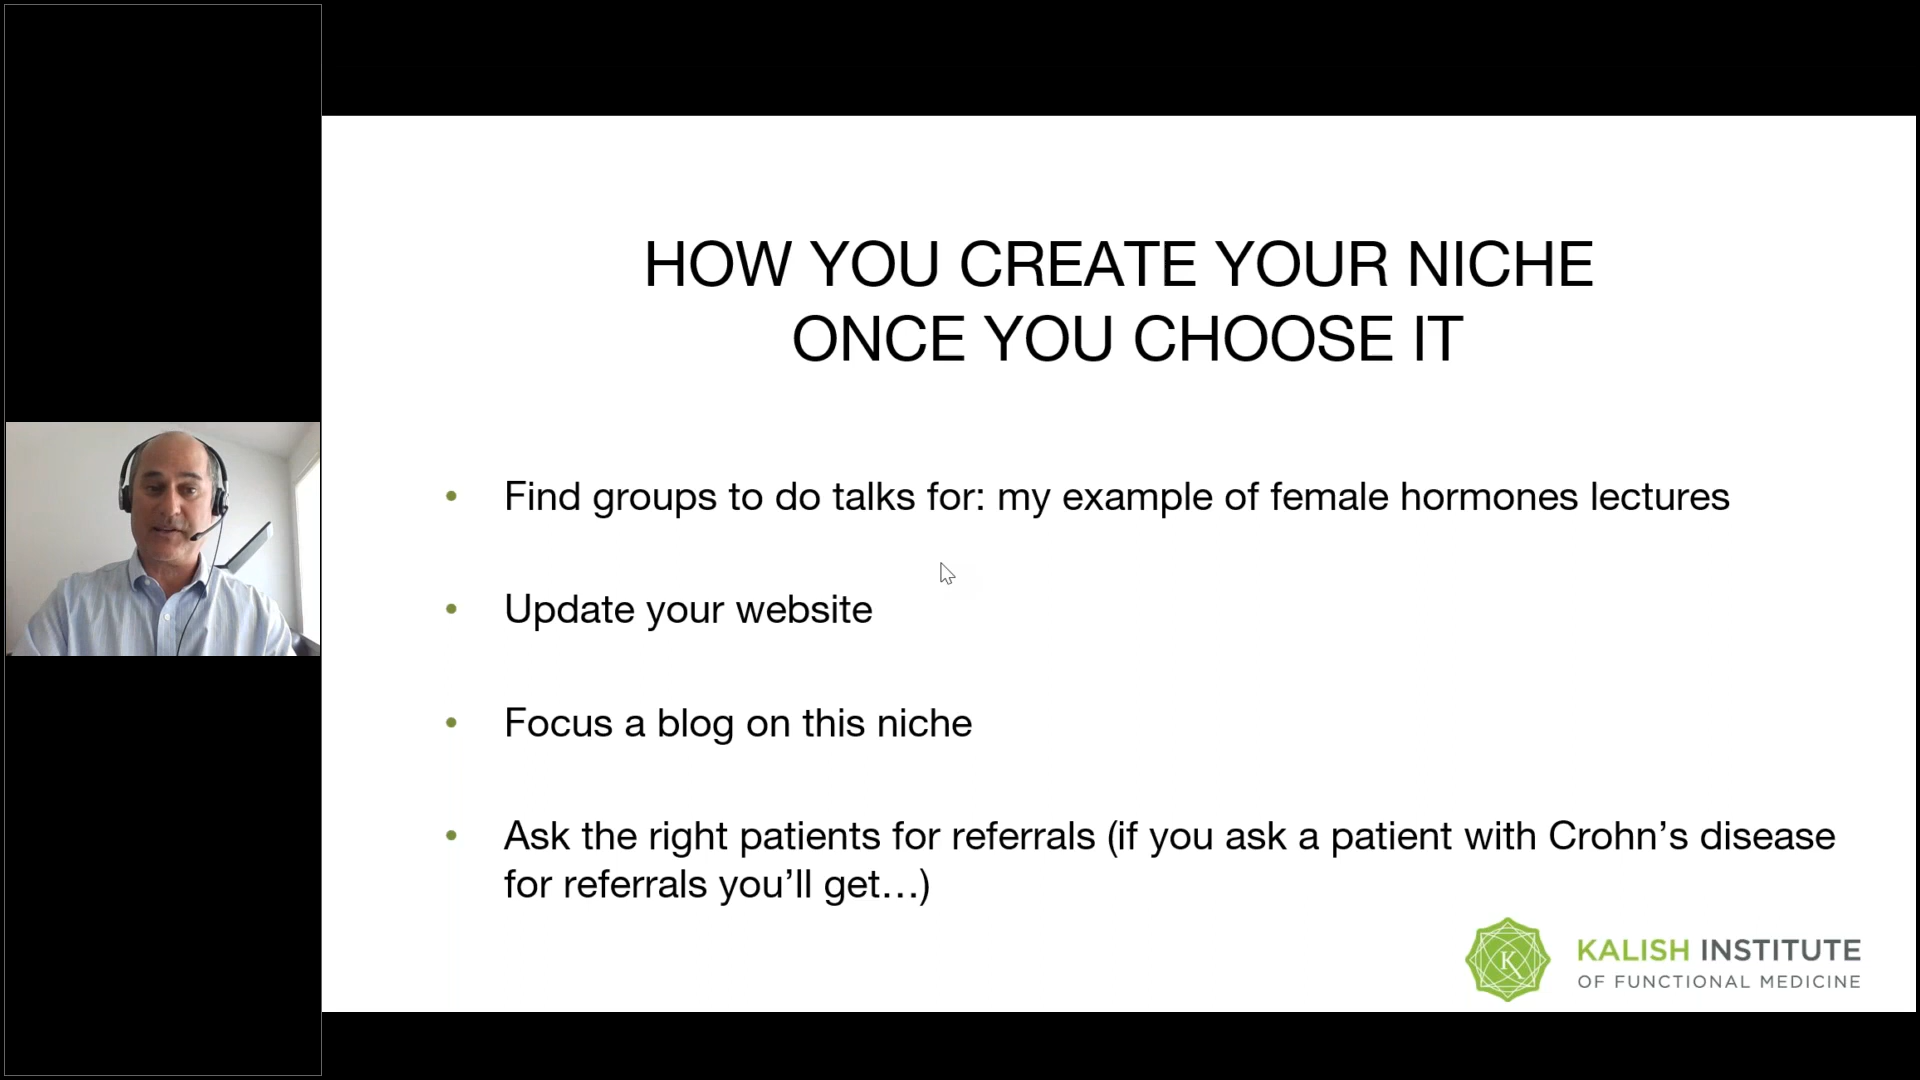 HOW YOU CREATE YOUR NICHE
ONCE YOU CHOOSE IT
• Find groups to do talks for: my example of female hormones lectures
• Update your website
• Focus a blog on this niche
• Ask the right patients for referrals (if you ask a patient with Crohn’s disease
for referrals you’ll get…)
K
KALISH INSTITUTE
OF FUNCTIONAL MEDICINE